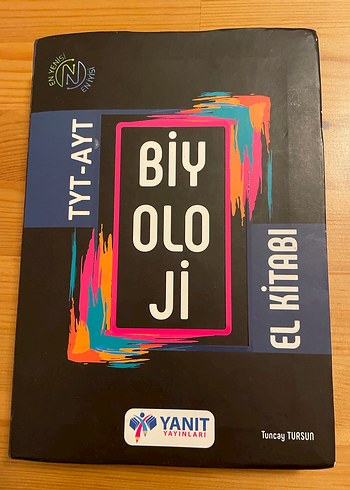 EN YENİSİ
N
EN İYİSİ
TYT-AYT
BİY
OLO
Jİ
EL KİTABI
YANIT
YAYINLARI
Tuncay TURSUN